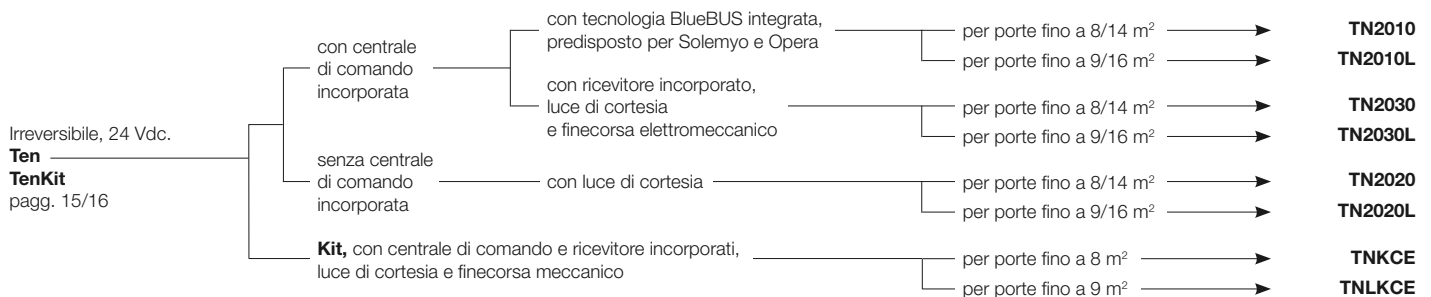 Irreversibile, 24 Vdc.
Ten
TenKit
pagg. 15/16
con centrale
di comando
incorporata
con tecnologia BlueBUS integrata,
predisposto per Solemyo e Opera
per porte fino a 8/14 m²
TN2010
per porte fino a 9/16 m²
TN2010L
con ricevitore incorporato,
luce di cortesia
e finecorsa elettromeccanico
per porte fino a 8/14 m²
TN2030
per porte fino a 9/16 m²
TN2030L
senza centrale
di comando
incorporata
con luce di cortesia
per porte fino a 8/14 m²
TN2020
per porte fino a 9/16 m²
TN2020L
Kit, con centrale di comando e ricevitore incorporati,
luce di cortesia e finecorsa meccanico
per porte fino a 8 m²
TNKCE
per porte fino a 9 m²
TNLKCE